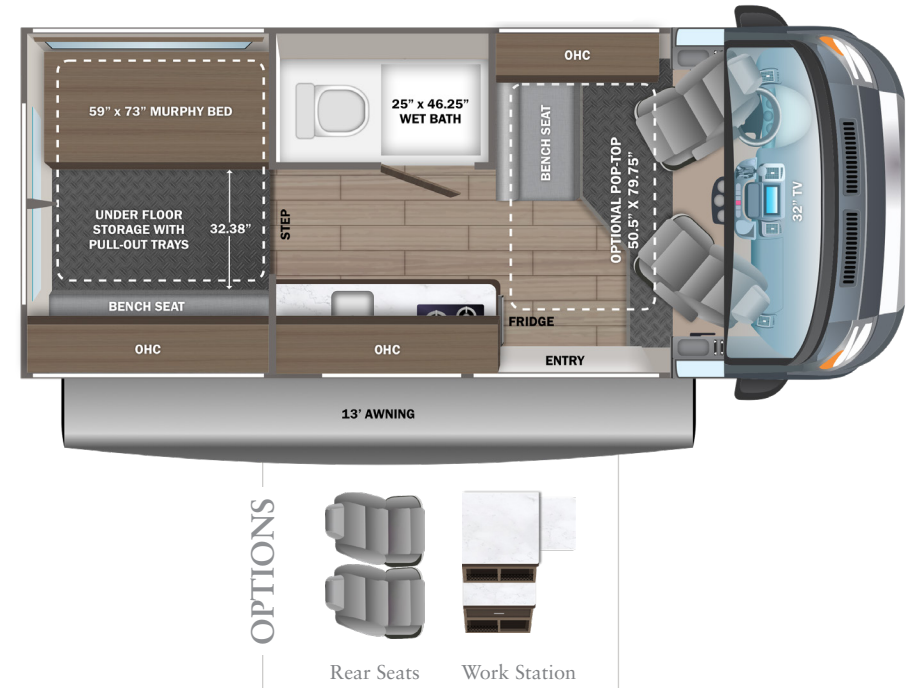 OHC
59” x 73” MURPHY BED
25” x 46.25”
WET BATH
BENCH SEAT
OPTIONAL POP-TOP
50.5” X 79.75”
32” TV
UNDER FLOOR
STORAGE WITH
PULL-OUT TRAYS
32.38”
STEP
BENCH SEAT
FRIDGE
OHC
OHC
ENTRY
13’ AWNING
OPTIONS
Rear Seats
Work Station